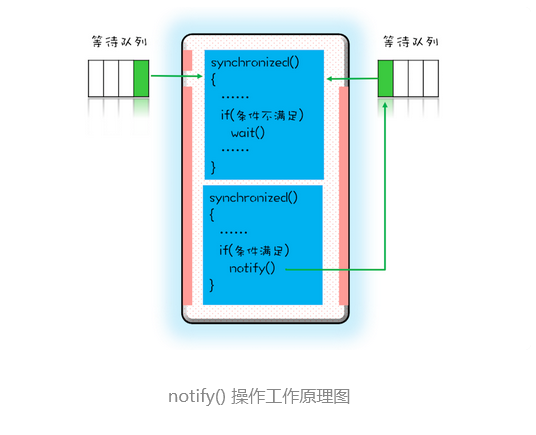 等待队列
等待队列
synchronized()
{
......
if(条件不满足)
wait()
......
}
synchronized()
{
......
if(条件满足)
notify()
}
notify() 操作工作原理图